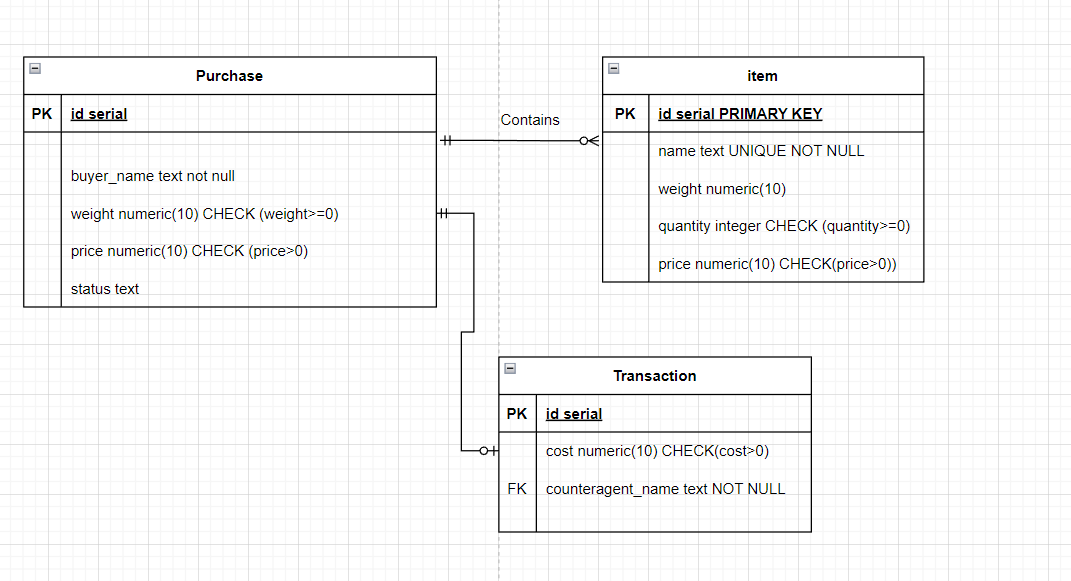 Purchase
PK id serial
buyer_name text not null
weight numeric(10) CHECK (weight>=0)
price numeric(10) CHECK (price>0)
status text
Contains
item
PK id serial PRIMARY KEY
name text UNIQUE NOT NULL
weight numeric(10)
quantity integer CHECK (quantity>=0)
price numeric(10) CHECK(price>0))
Transaction
PK id serial
cost numeric(10) CHECK(cost>0)
FK counteragent_name text NOT NULL